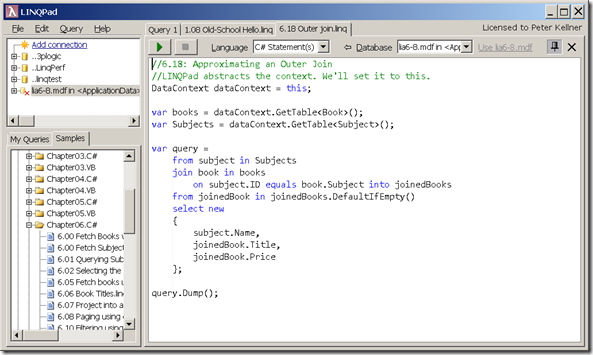 LINQPad
File Edit Query Help
Licensed to Peter Kellner
Add connection
..3plogic
..LinqPerf
..linqtest
lia6-8.mdf in <ApplicationData>
My Queries Samples
Chapter03.C#
Chapter03.VB
Chapter04.C#
Chapter04.VB
Chapter05.C#
Chapter05.VB
Chapter06.C#
6.00 Fetch Books
6.00 Fetch Subject
6.01 Querying Sub
6.02 Selecting the
6.05 Fetch books u
6.06 Book Titles.lin
6.07 Project into a
6.08 Paging using
6.10 Filtering using
Query 1 1.08 Old-School Hello.linq 6.18 Outer join.linq
Language C# Statement(s) Database lia6-8.mdf in <App Use lia6-8.mdf
//6.18: Approximating an Outer Join
//LINQPad abstracts the context. We'll set it to this.
DataContext dataContext = this;
var books = dataContext.GetTable<Book>();
var Subjects = dataContext.GetTable<Subject>();
var query =
from subject in Subjects
join book in books
on subject.ID equals book.Subject into joinedBooks
from joinedBook in joinedBooks.DefaultIfEmpty()
select new
{
subject.Name,
joinedBook.Title,
joinedBook.Price
};
query.Dump();